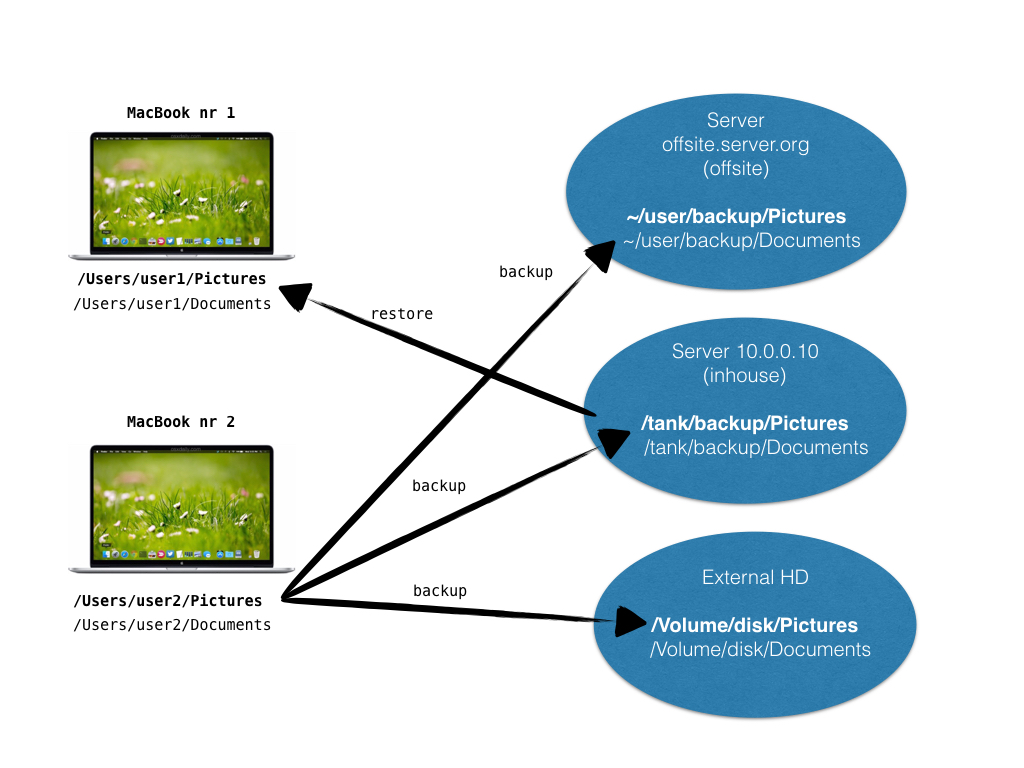 MacBook nr 1
/Users/user1/Pictures
/Users/user1/Documents
MacBook nr 2
/Users/user2/Pictures
/Users/user2/Documents
backup
restore
backup
backup
Server
offsite.server.org
(offsite)
~/user/backup/Pictures
~/user/backup/Documents
Server 10.0.0.10
(inhouse)
/tank/backup/Pictures
/tank/backup/Documents
External HD
/Volume/disk/Pictures
/Volume/disk/Documents